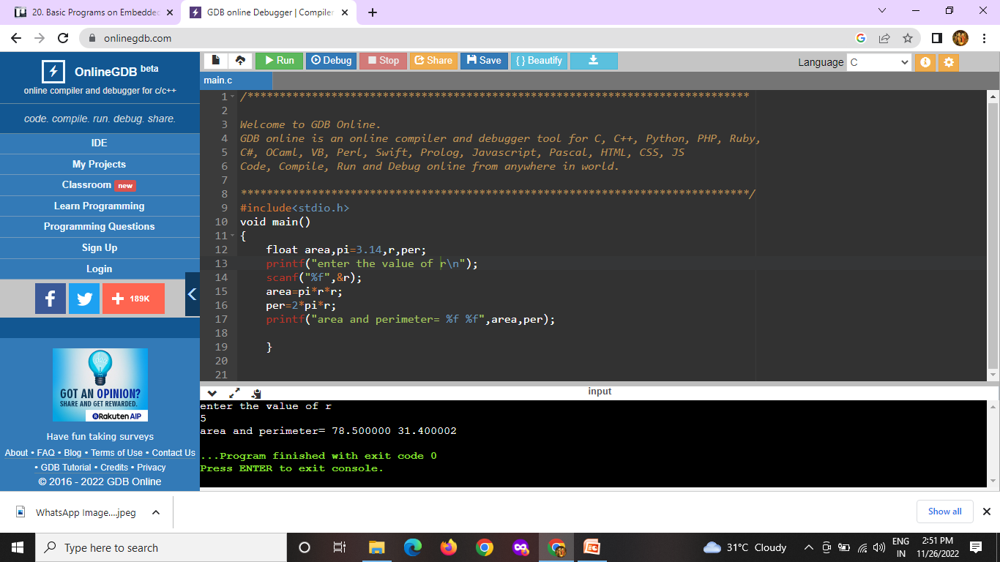 20. Basic Programs on Embedded
GDB online Debugger | Compiler
onlinegdb.com
OnlineGDB beta
online compiler and debugger for c/c++
code. compile. run. debug. share.
IDE
My Projects
Classroom new
Learn Programming
Programming Questions
Sign Up
Login
f
+ 189K
GOT AN OPINION?
SHARE AND GET REWARDED.
Rakuten AIP
Have fun taking surveys
About • FAQ • Blog • Terms of Use • Contact Us
• GDB Tutorial • Credits • Privacy
© 2016 - 2022 GDB Online
Run Debug Stop Share Save { } Beautify
Language C
main.c
1 /******************************************************************************
2
3 Welcome to GDB Online.
4 GDB online is an online compiler and debugger tool for C, C++, Python, PHP, Ruby,
5 C#, OCaml, VB, Perl, Swift, Prolog, Javascript, Pascal, HTML, CSS, JS
6 Code, Compile, Run and Debug online from anywhere in world.
7
8 *******************************************************************************/
9 #include<stdio.h>
10 void main()
11 {
12 float area,pi=3.14,r,per;
13 printf("enter the value of r\n");
14 scanf("%f",&r);
15 area=pi*r*r;
16 per=2*pi*r;
17 printf("area and perimeter= %f %f",area,per);
18
19 }
20
21
input
enter the value of r
5
area and perimeter= 78.500000 31.400002
...Program finished with exit code 0
Press ENTER to exit console.
WhatsApp Image....jpeg
Show all
Type here to search
31°C Cloudy
ENG
IN
2:51 PM
11/26/2022